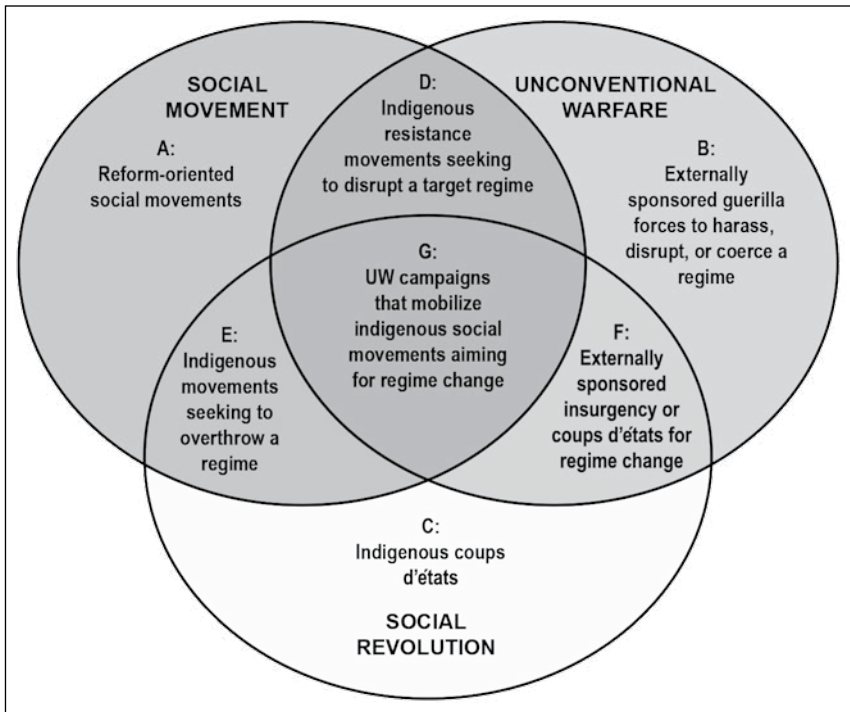 SOCIAL
MOVEMENT
A:
Reform-oriented
social movements
D:
Indigenous
resistance
movements seeking
to disrupt a target regime
UNCONVENTIONAL
WARFARE
B:
Externally
sponsored guerilla
forces to harass,
disrupt, or coerce a
regime
G:
UW campaigns
that mobilize
indigenous social
movements aiming
for regime change
E:
Indigenous
movements
seeking to
overthrow a
regime
F:
Externally
sponsored
insurgency or
coups d'états for
regime change
C:
Indigenous coups
d'états
SOCIAL
REVOLUTION